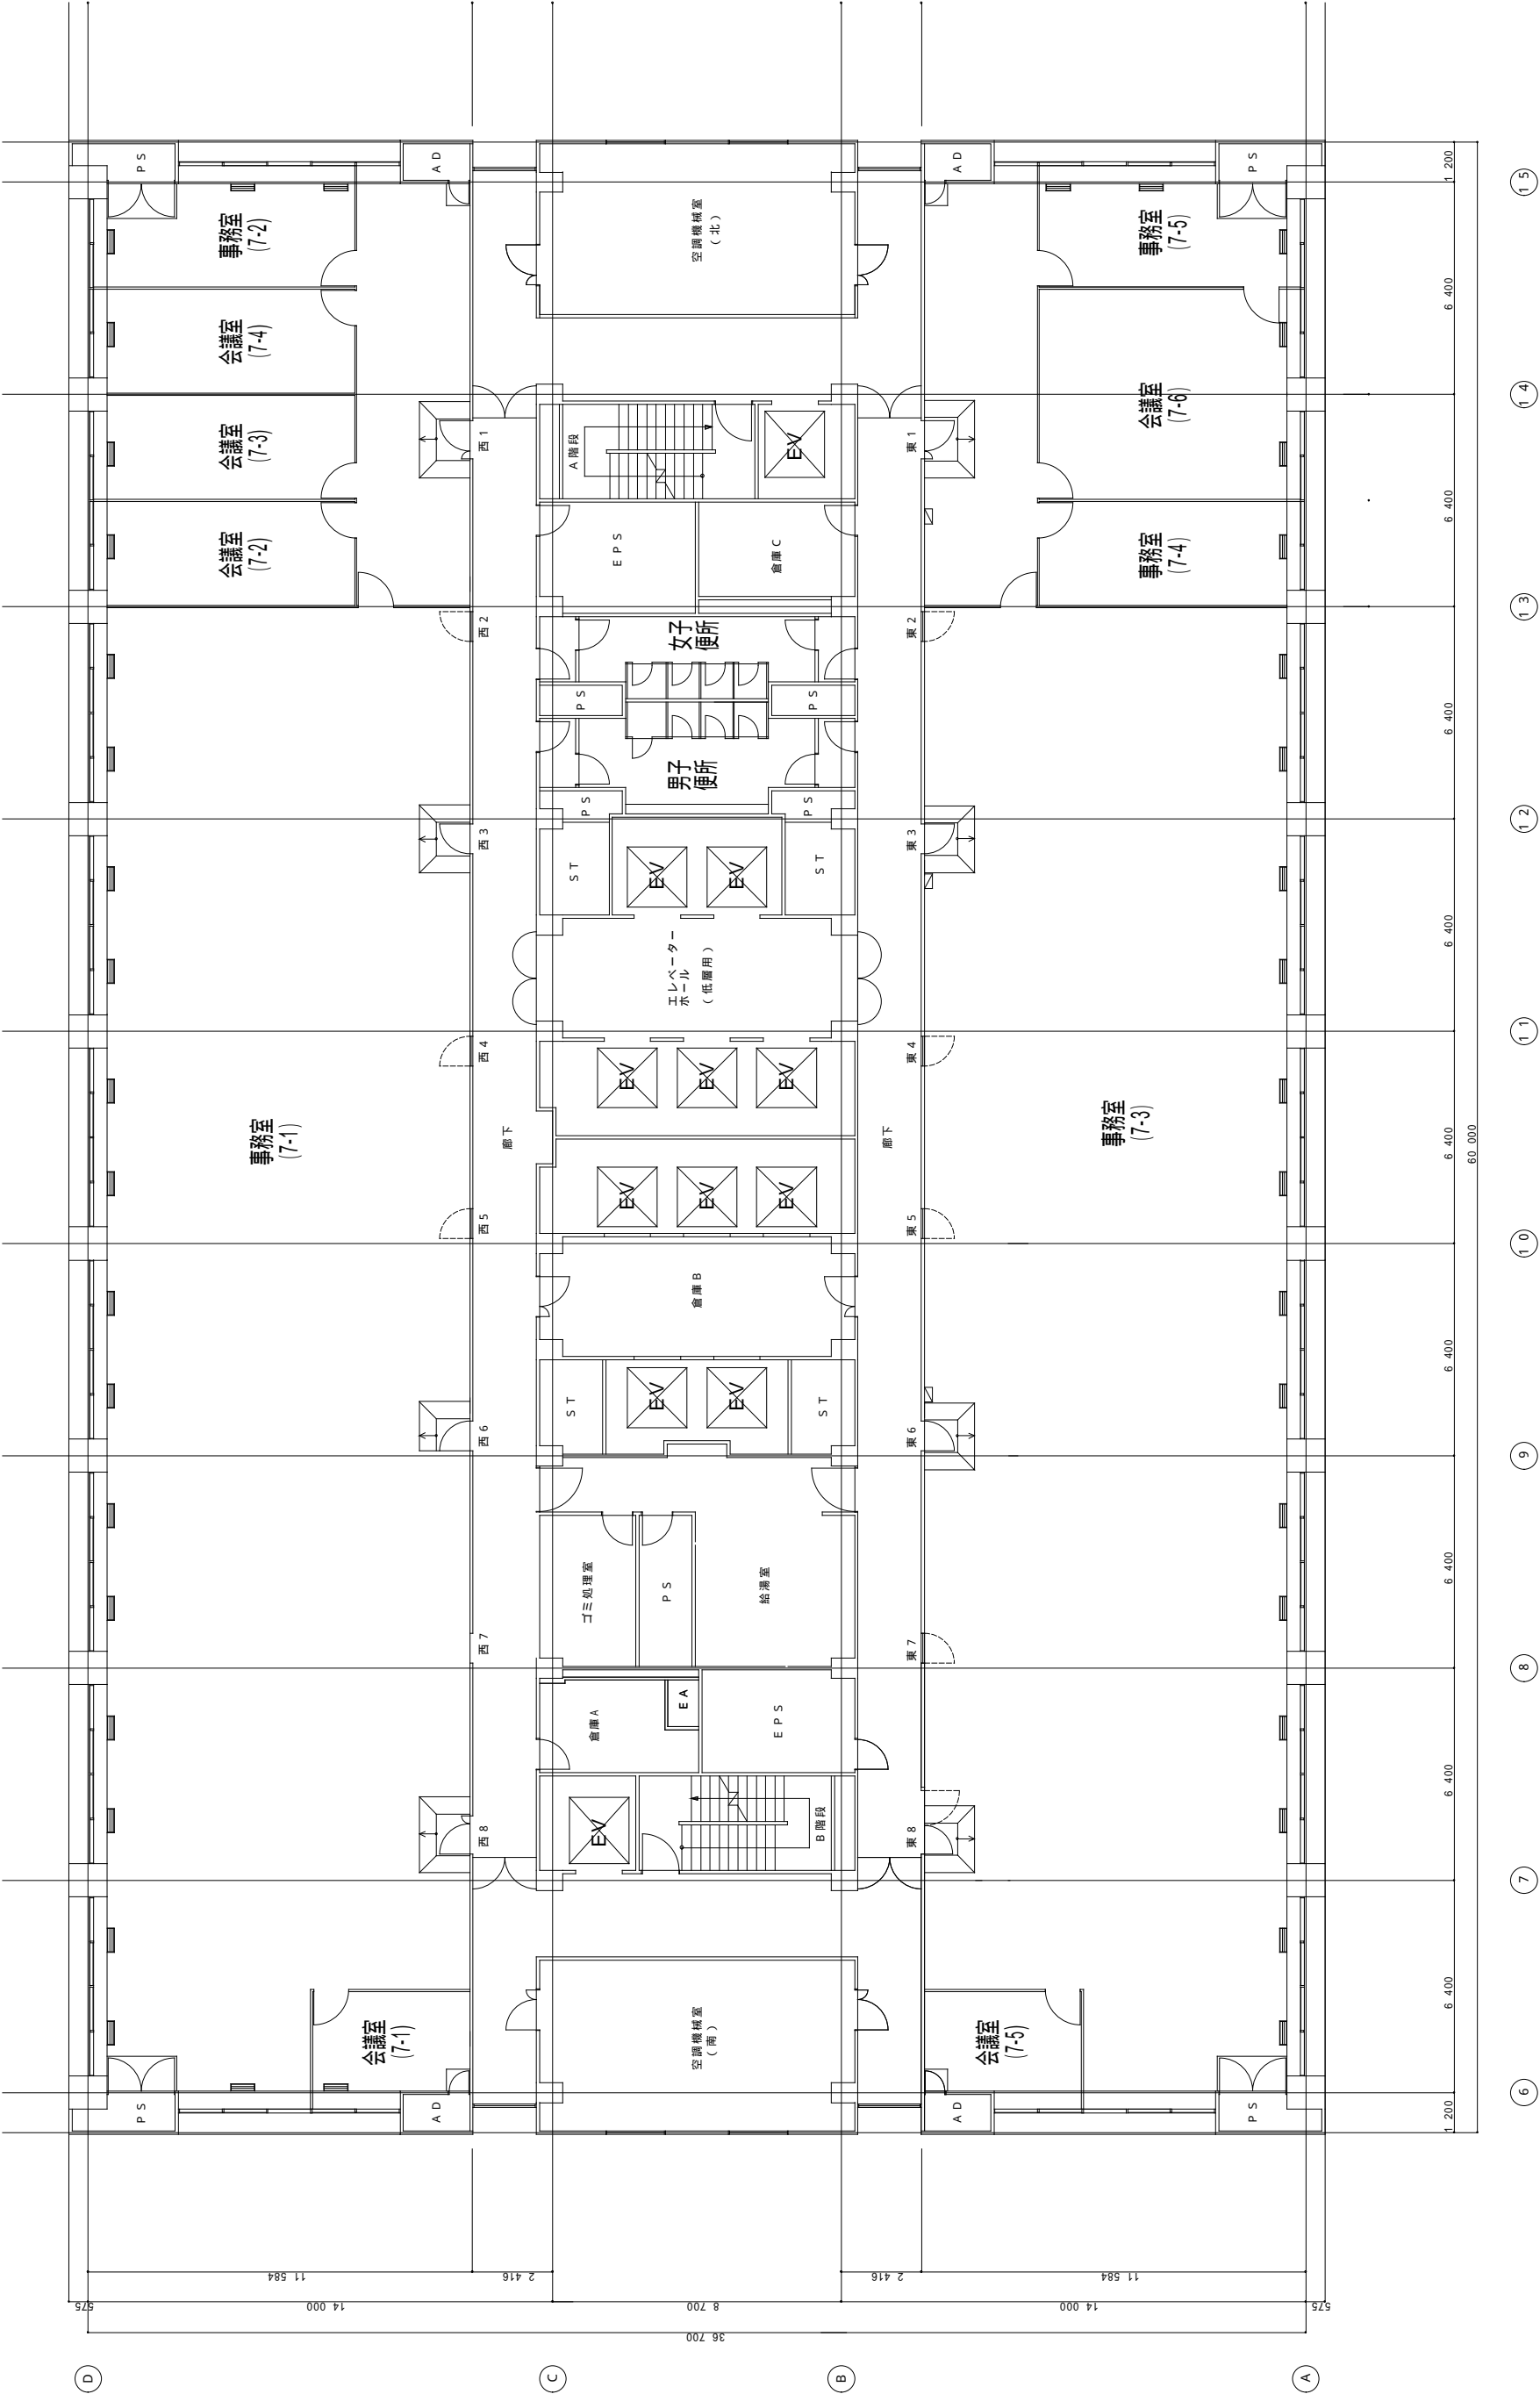 PS
AD
AD
PS
1 200
15
事務室
(7-2)
空調機械室
(北)
事務室
(7-5)
6 400
会議室
(7-4)
14
会議室
(7-3)
西1
A階段
EV
東1
会議室
(7-6)
6 400
会議室
(7-2)
EPS
倉庫C
事務室
(7-4)
13
西2
女子
便所
東2
PS
PS
6 400
男子
便所
PS
PS
12
西3
東3
ST
EV
EV
ST
エレベーター
ホール
(低層用)
6 400
11
西4
東4
EV
EV
EV
事務室
(7-1)
廊下
廊下
事務室
(7-3)
6 400
60 000
EV
EV
EV
西5
東5
10
倉庫B
6 400
ST
EV
EV
ST
西6
東6
9
ゴミ処理室
PS
給湯室
6 400
西7
東7
8
倉庫A
EA
EPS
6 400
西8
EV
B階段
東8
7
会議室
(7-1)
空調機械室
(南)
会議室
(7-5)
6 400
6
PS
AD
AD
PS
1 200
11 584
2 416
2 416
11 584
575
14 000
8 700
14 000
575
36 700
D
C
B
A